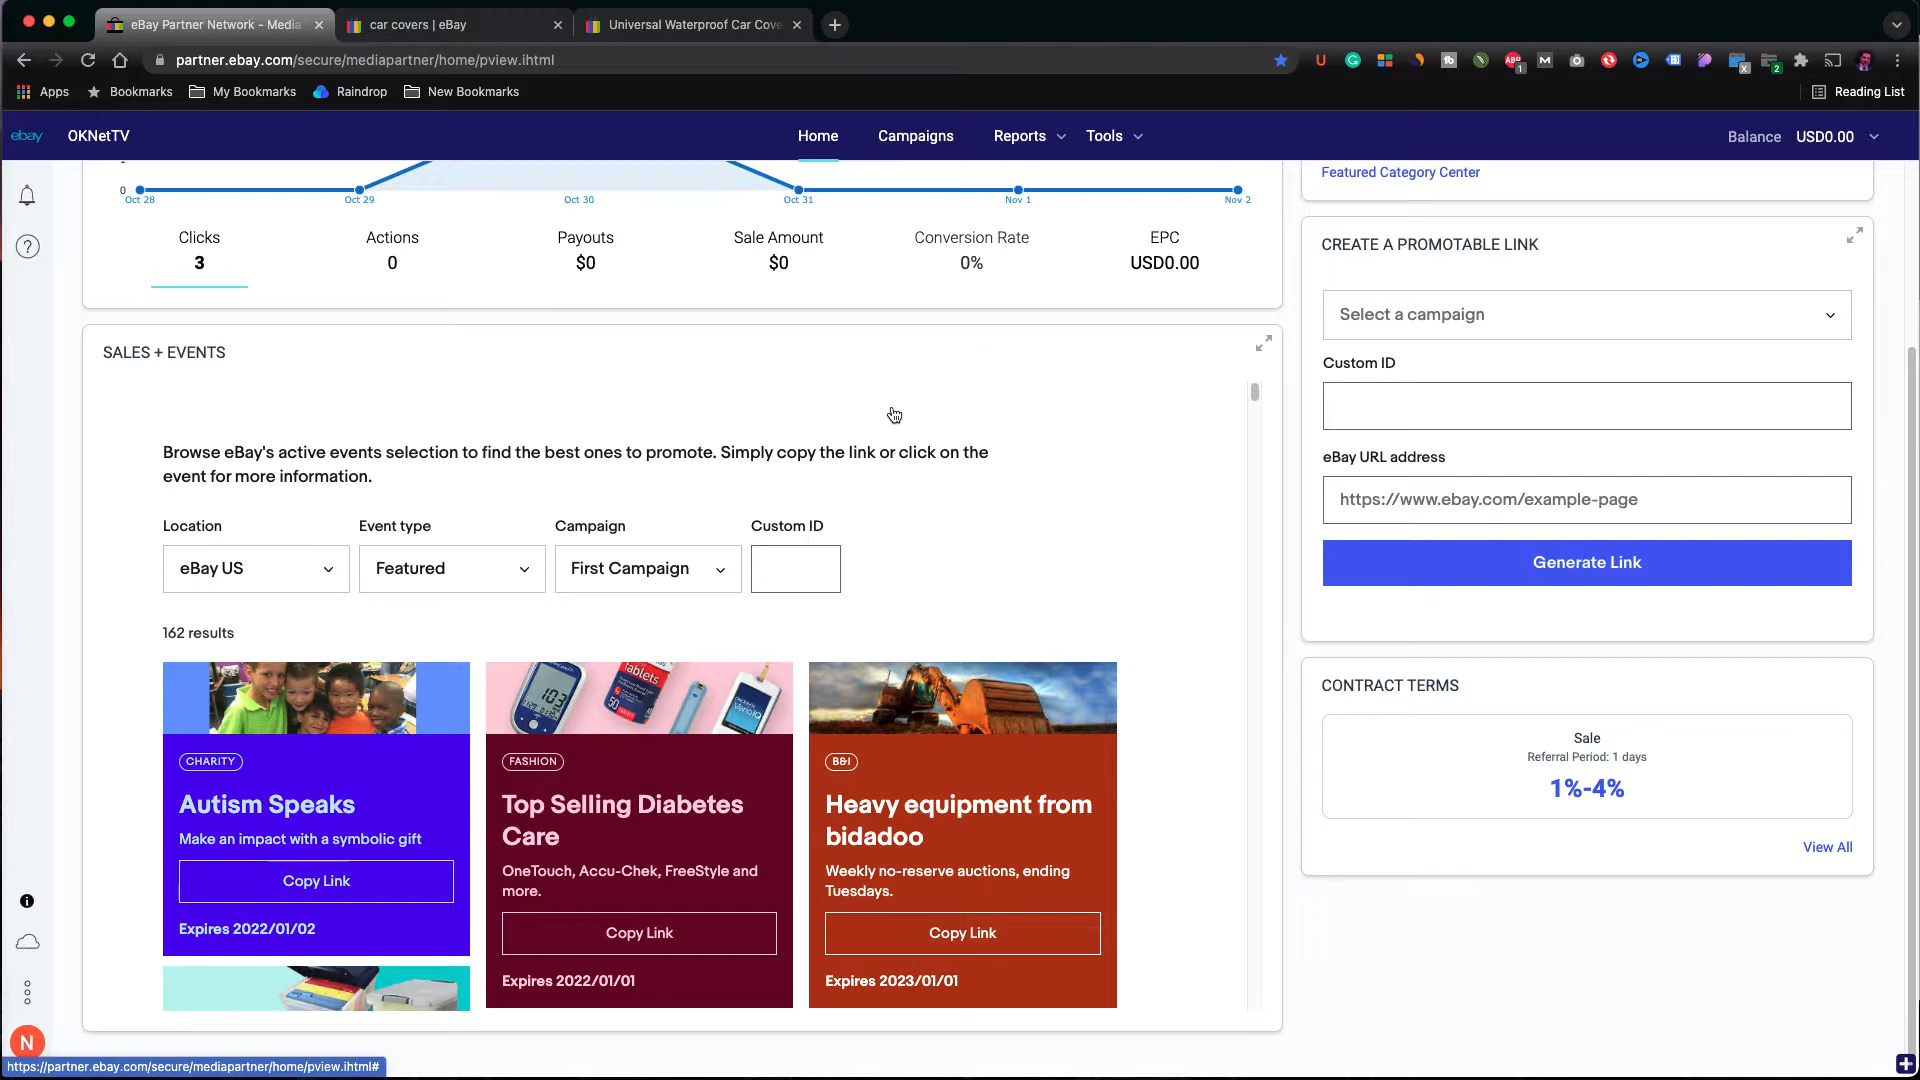 eBay Partner Network - Media
car covers | eBay
Universal Waterproof Car Cove
partner.ebay.com/secure/mediapartner/home/pview.ihtml
Apps
Bookmarks
My Bookmarks
Raindrop
New Bookmarks
Reading List
ebay
OKNetTV
Home
Campaigns
Reports
Tools
Balance USD0.00
Featured Category Center
0
Oct 28
Oct 29
Oct 30
Oct 31
Nov 1
Nov 2
Clicks
3
Actions
0
Payouts
$0
Sale Amount
$0
Conversion Rate
0%
EPC
USD0.00
SALES + EVENTS
Browse eBay's active events selection to find the best ones to promote. Simply copy the link or click on the
event for more information.
Location
Event type
Campaign
Custom ID
eBay US
Featured
First Campaign
162 results
CHARITY
Autism Speaks
Make an impact with a symbolic gift
Copy Link
Expires 2022/01/02
103
tablets
50
VerioIQ
FASHION
Top Selling Diabetes
Care
OneTouch, Accu-Chek, FreeStyle and
more.
Copy Link
Expires 2022/01/01
B&I
Heavy equipment from
bidadoo
Weekly no-reserve auctions, ending
Tuesdays.
Copy Link
Expires 2023/01/01
CREATE A PROMOTABLE LINK
Select a campaign
Custom ID
eBay URL address
https://www.ebay.com/example-page
Generate Link
CONTRACT TERMS
Sale
Referral Period: 1 days
1%-4%
View All
N
https://partner.ebay.com/secure/mediapartner/home/pview.ihtml#